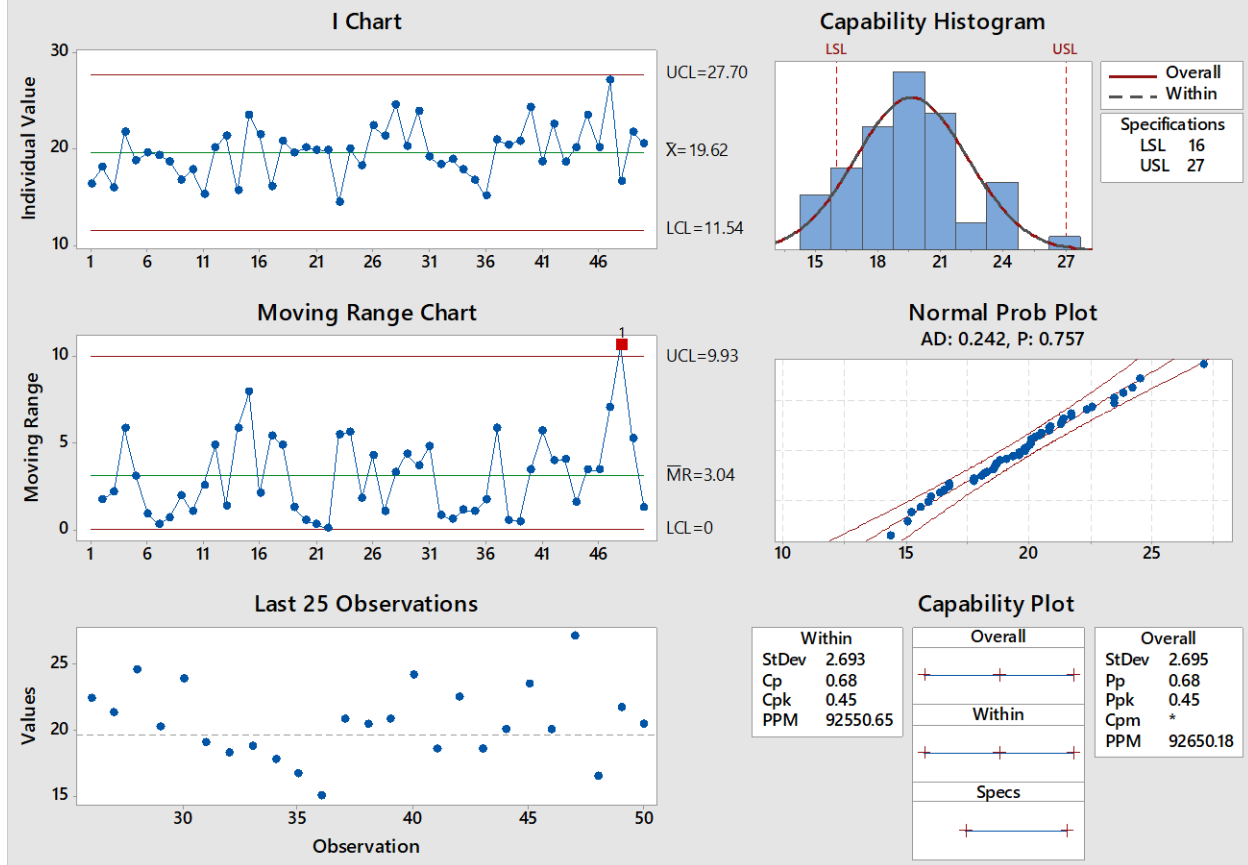 I Chart
Individual Value
30
20
10
UCL=27.70
X̅=19.62
LCL=11.54
1 6 11 16 21 26 31 36 41 46
Capability Histogram
LSL USL
Overall
Within
Specifications
LSL 16
USL 27
15 18 21 24 27
Moving Range Chart
Moving Range
10
5
0
1
UCL=9.93
M̅R̅=3.04
LCL=0
1 6 11 16 21 26 31 36 41 46
Normal Prob Plot
AD: 0.242, P: 0.757
10 15 20 25
Last 25 Observations
Values
25
20
15
30 35 40 45 50
Observation
Capability Plot
Within
StDev 2.693
Cp 0.68
Cpk 0.45
PPM 92550.65
Overall
Within
Specs
Overall
StDev 2.695
Pp 0.68
Ppk 0.45
Cpm *
PPM 92650.18